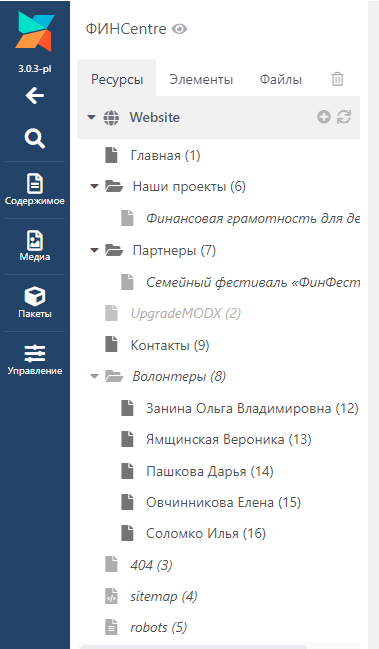 ФИНCentre
3.0.3-pl
Ресурсы Элементы Файлы
Website
Содержимое
Медиа
Пакеты
Управление
Главная (1)
Наши проекты (6)
Финансовая грамотность для де
Партнеры (7)
Семейный фестиваль «ФинФест
UpgradeMODX (2)
Контакты (9)
Волонтеры (8)
Занина Ольга Владимировна (12)
Ямщинская Вероника (13)
Пашкова Дарья (14)
Овчинникова Елена (15)
Соломко Илья (16)
404 (3)
sitemap (4)
robots (5)